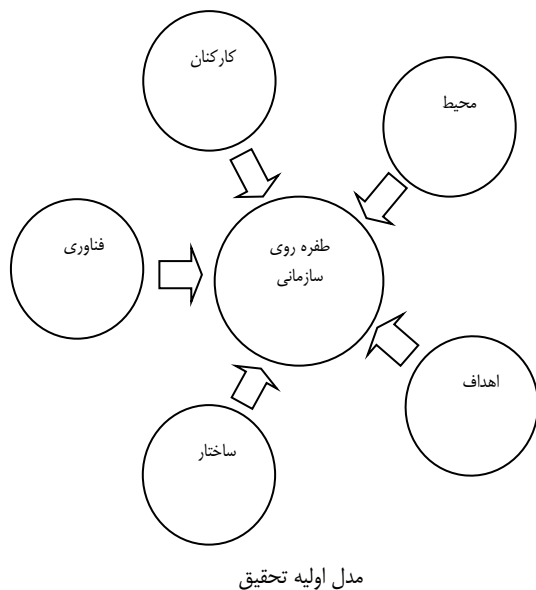 کارکنان
محیط
طفره روی
سازمانی
فناوری
اهداف
ساختار
مدل اولیه تحقیق